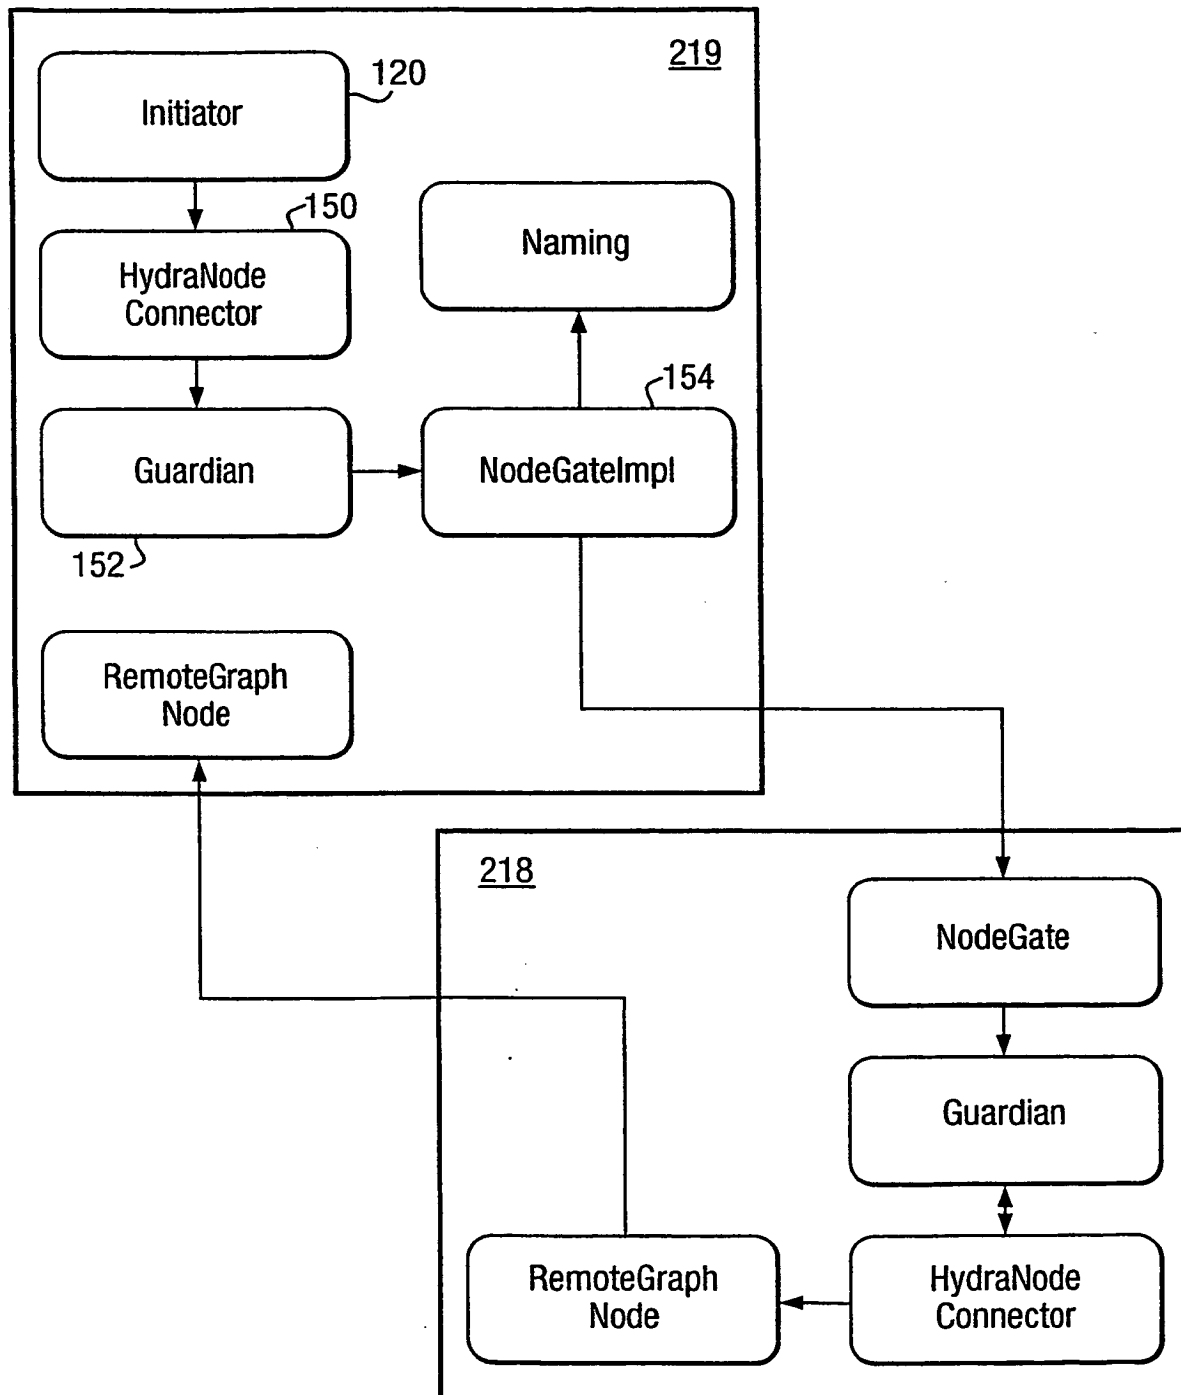 219
120
Initiator
150
HydraNode
Connector
Naming
154
Guardian
NodeGateImpl
152
RemoteGraph
Node
218
NodeGate
Guardian
RemoteGraph
Node
HydraNode
Connector